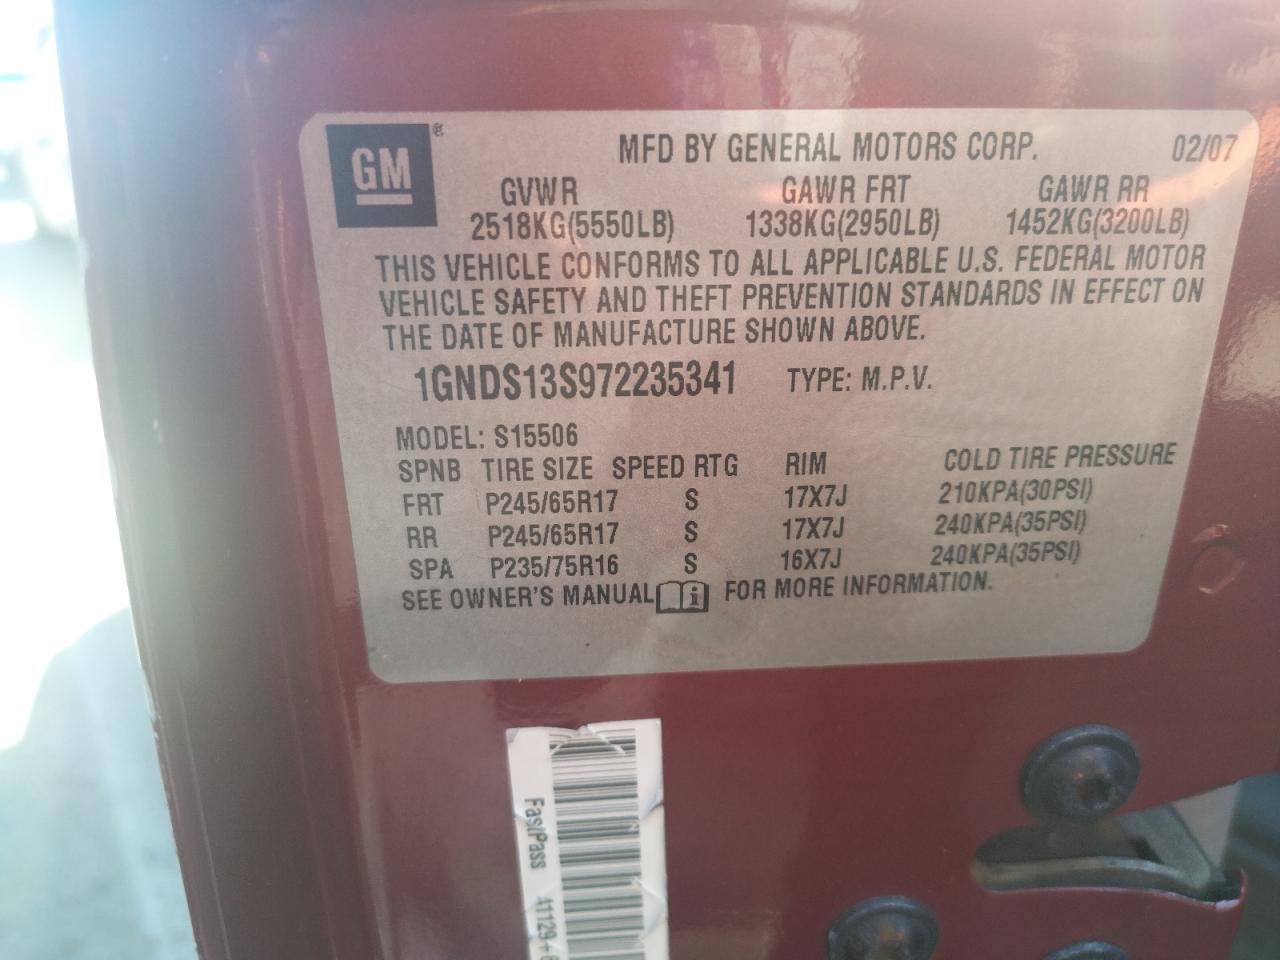 GM ®
MFD BY GENERAL MOTORS CORP. 02/07
GVWR GAWR FRT GAWR RR
2518KG(5550LB) 1338KG(2950LB) 1452KG(3200LB)
THIS VEHICLE CONFORMS TO ALL APPLICABLE U.S. FEDERAL MOTOR
VEHICLE SAFETY AND THEFT PREVENTION STANDARDS IN EFFECT ON
THE DATE OF MANUFACTURE SHOWN ABOVE.
1GNDS13S972235341 TYPE: M.P.V.
MODEL: S15506
SPNB TIRE SIZE SPEED RTG RIM COLD TIRE PRESSURE
FRT P245/65R17 S 17X7J 210KPA(30PSI)
RR P245/65R17 S 17X7J 240KPA(35PSI)
SPA P235/75R16 S 16X7J 240KPA(35PSI)
SEE OWNER'S MANUAL i FOR MORE INFORMATION.
FastPass 41129+